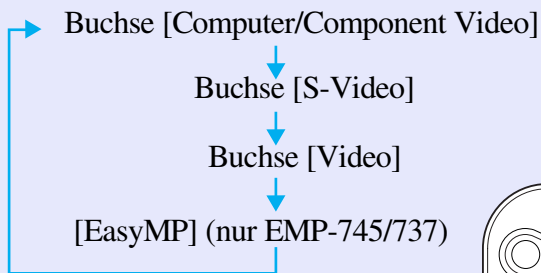 Buchse [Computer/Component Video]
Buchse [S-Video]
Buchse [Video]
[EasyMP] (nur EMP-745/737)